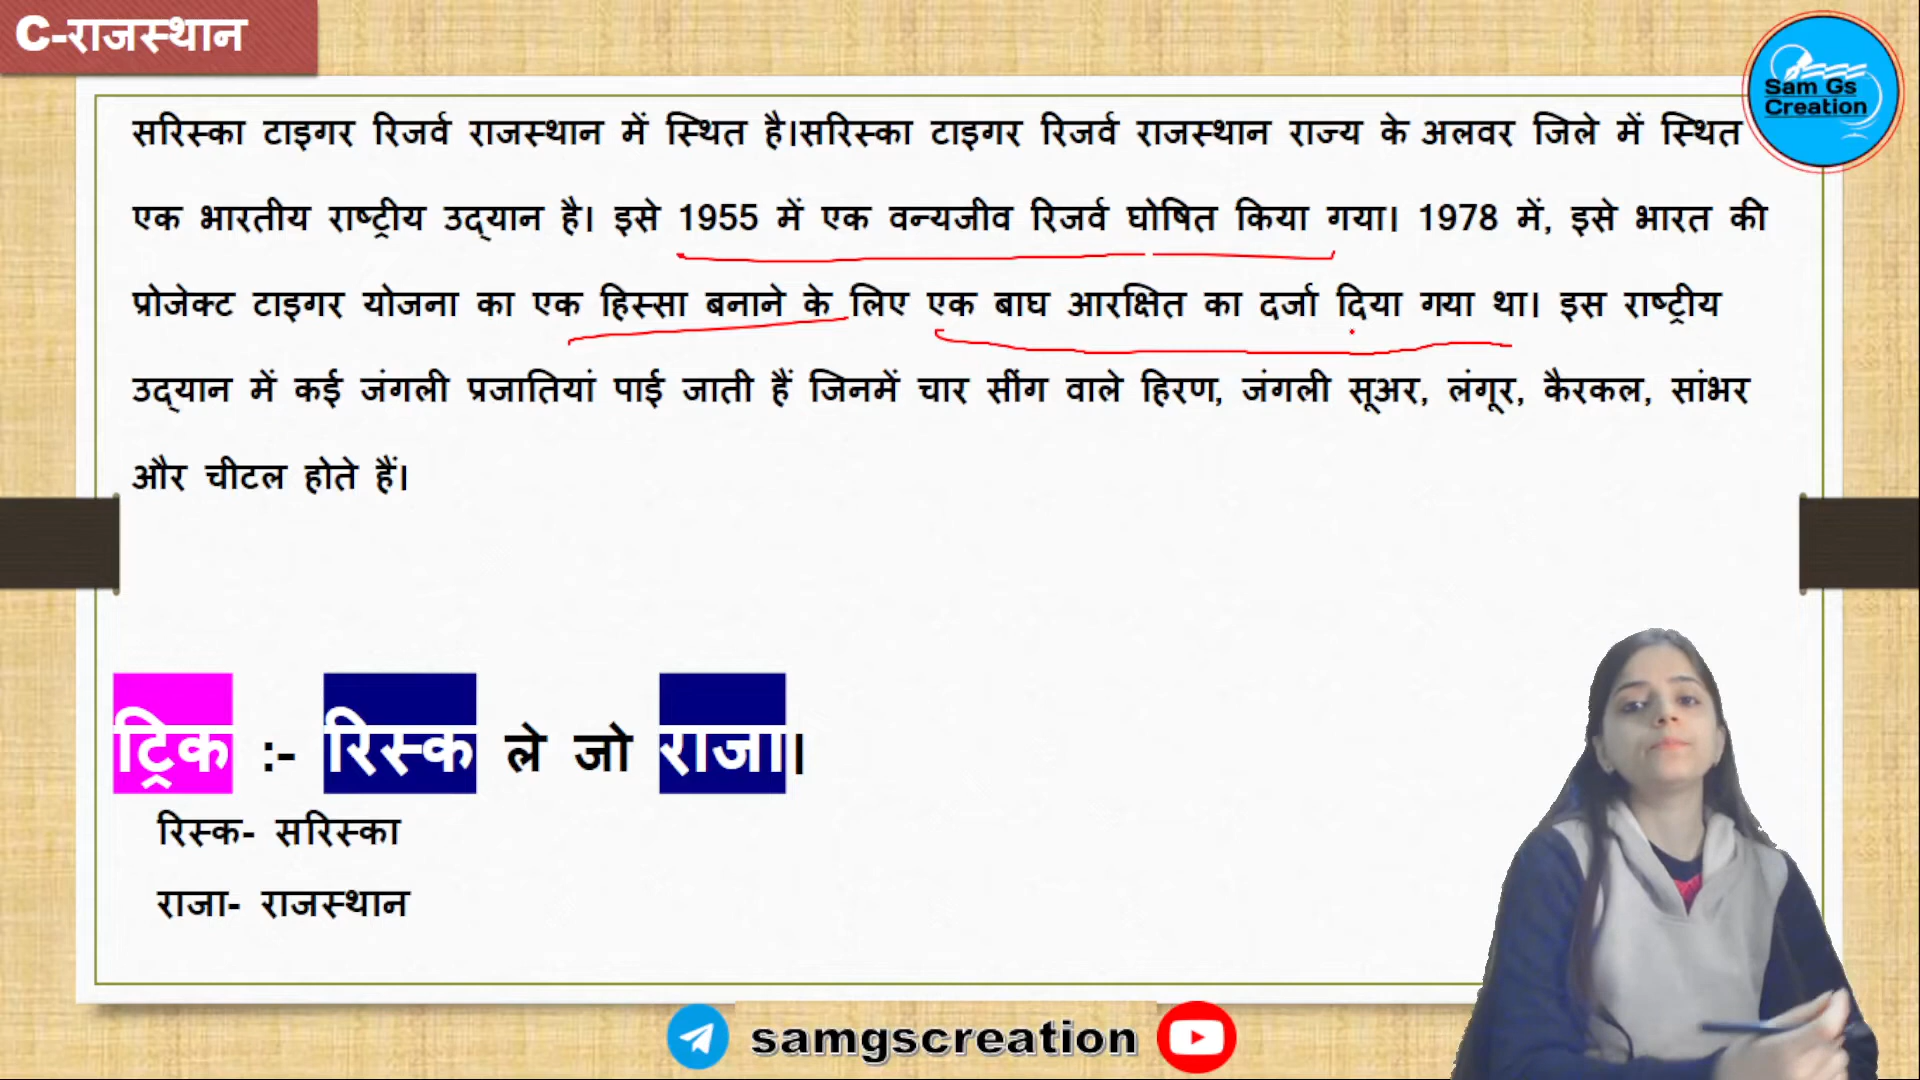 C-राजस्थान
Sam Gs
Creation
सरिस्का टाइगर रिजर्व राजस्थान में स्थित है।सरिस्का टाइगर रिजर्व राजस्थान राज्य के अलवर जिले में स्थित
एक भारतीय राष्ट्रीय उद्यान है। इसे 1955 में एक वन्यजीव रिजर्व घोषित किया गया। 1978 में, इसे भारत की
प्रोजेक्ट टाइगर योजना का एक हिस्सा बनाने के लिए एक बाघ आरक्षित का दर्जा दिया गया था। इस राष्ट्रीय
उद्यान में कई जंगली प्रजातियां पाई जाती हैं जिनमें चार सींग वाले हिरण, जंगली सूअर, लंगूर, कैरकल, सांभर
और चीटल होते हैं।
ट्रिक :- रिस्क ले जो राजा।
रिस्क- सरिस्का
राजा- राजस्थान
samgscreation